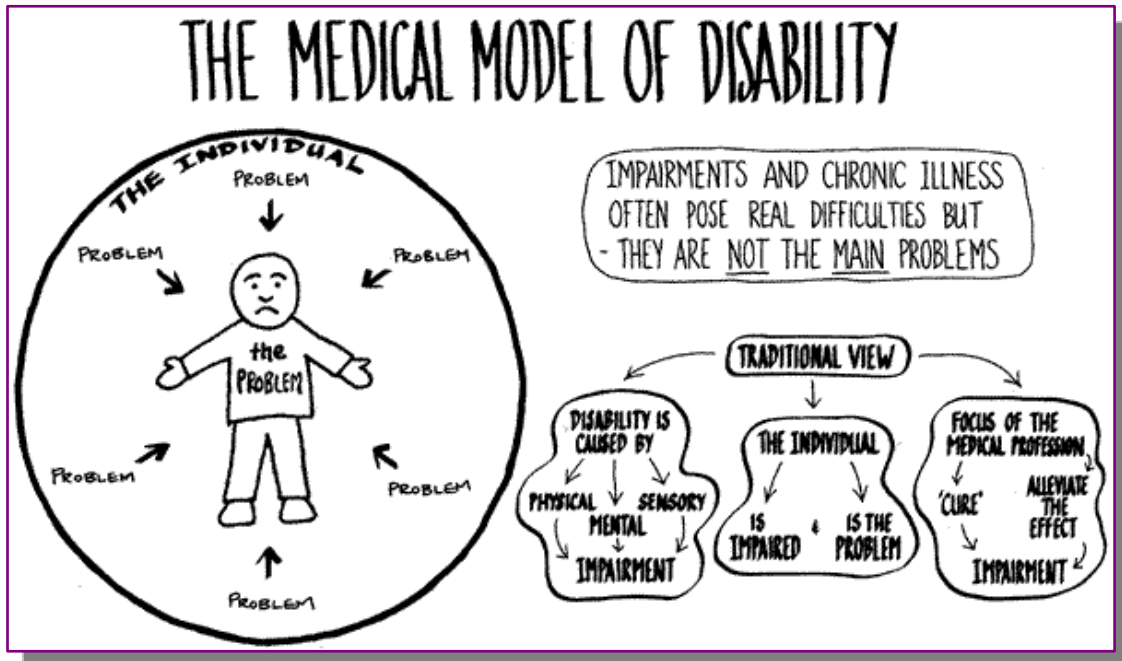 THE MEDICAL MODEL OF DISABILITY
THE INDIVIDUAL
PROBLEM
PROBLEM
PROBLEM
the
PROBLEM
PROBLEM
PROBLEM
PROBLEM
IMPAIRMENTS AND CHRONIC ILLNESS
OFTEN POSE REAL DIFFICULTIES BUT
- THEY ARE NOT THE MAIN PROBLEMS
TRADITIONAL VIEW
DISABILITY IS
CAUSED BY
PHYSICAL SENSORY
MENTAL
IMPAIRMENT
THE INDIVIDUAL
IS
IMPAIRED
&
IS THE
PROBLEM
FOCUS OF THE
MEDICAL PROFESSION
'CURE'
ALLEVIATE
THE
EFFECT
IMPAIRMENT